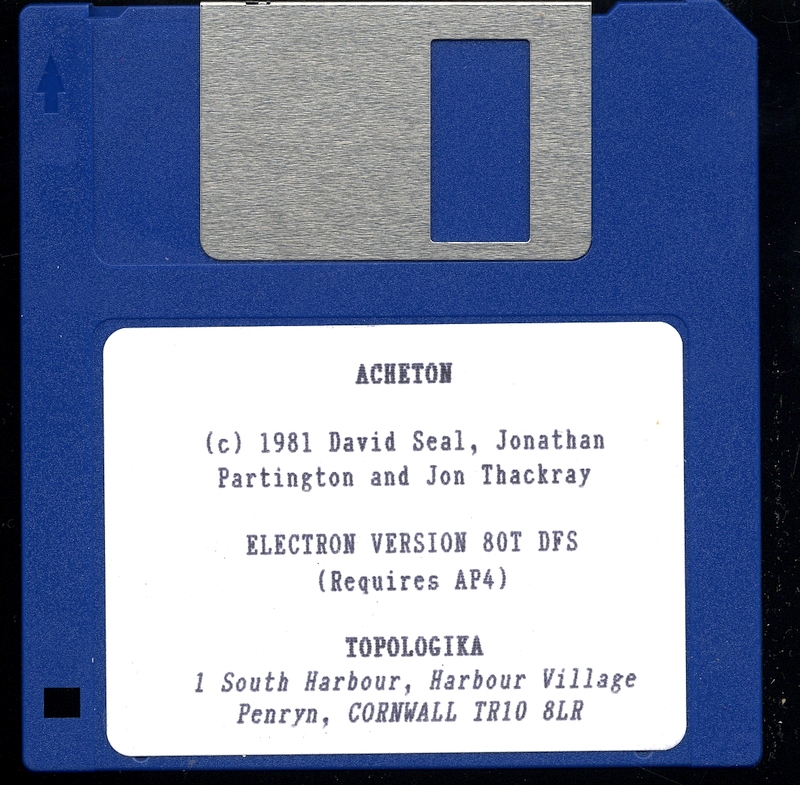 ACHETON
(c) 1981 David Seal, Jonathan
Partington and Jon Thackray
ELECTRON VERSION 80T DFS
(Requires AP4)
TOPOLOGIKA
1 South Harbour, Harbour Village
Penryn, CORNWALL TR10 8LR